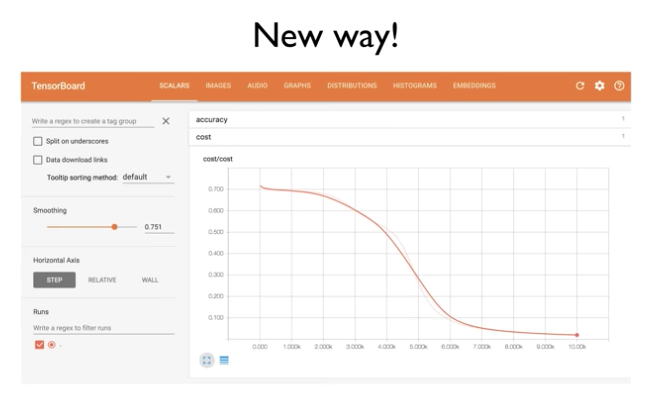 New way!
TensorBoard SCALARS IMAGES AUDIO GRAPHS DISTRIBUTIONS HISTOGRAMS EMBEDDINGS
Write a regex to create a tag group
Split on underscores
Data download links
Tooltip sorting method: default
Smoothing
0.751
Horizontal Axis
STEP RELATIVE WALL
Runs
Write a regex to filter runs
.
accuracy 1
cost 1
cost/cost
0.700
0.600
0.500
0.400
0.300
0.200
0.100
0.000 1.000k 2.000k 3.000k 4.000k 5.000k 6.000k 7.000k 8.000k 9.000k 10.00k